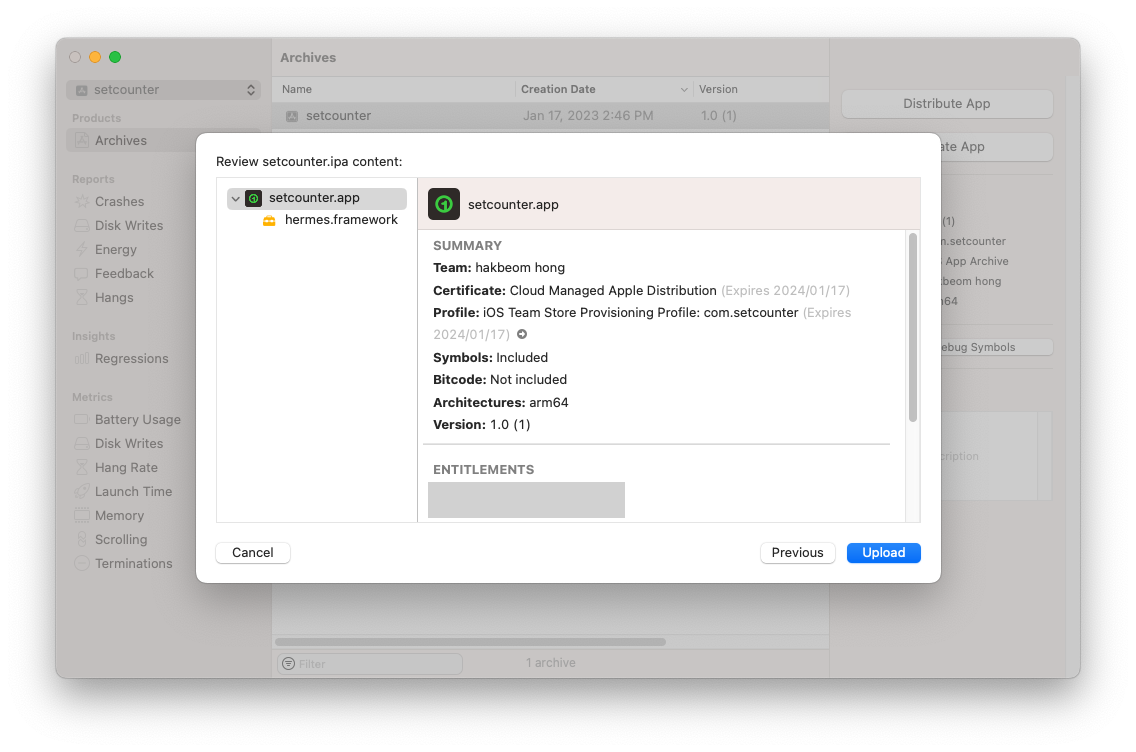 Archives
setcounter
Name Creation Date Version
Distribute App
setcounter Jan 17, 2023 2:46 PM 1.0 (1)
Products
Archives
ate App
Review setcounter.ipa content:
Reports
setcounter.app
setcounter.app
Crashes
hermes.framework
(1)
Disk Writes
SUMMARY
m.setcounter
Energy
Team: hakbeom hong
App Archive
Feedback
Certificate: Cloud Managed Apple Distribution (Expires 2024/01/17)
kbeom hong
Hangs
Profile: iOS Team Store Provisioning Profile: com.setcounter (Expires
2024/01/17)
m64
Insights
Symbols: Included
ebug Symbols
Regressions
Bitcode: Not included
Architectures: arm64
Metrics
Version: 1.0 (1)
Battery Usage
Disk Writes
cription
Hang Rate
ENTITLEMENTS
Launch Time
Memory
Scrolling
Cancel Previous Upload
Terminations
Filter 1 archive